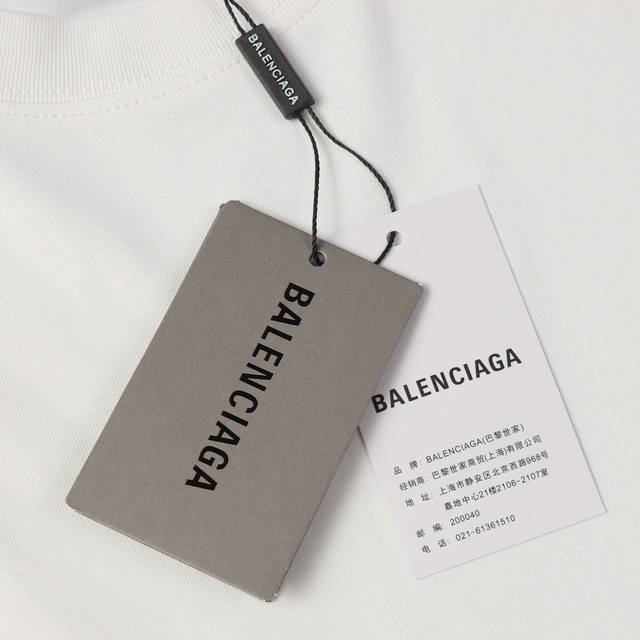 BALENCIAGA
BALENCIAGA
BALENCIAGA
品 牌: BALENCIAGA(巴黎世家)
经销商: 巴黎世家商贸(上海)有限公司
地 址: 上海市静安区北京西路968号
嘉地中心21楼2106-2107室
邮 编: 200040
电 话: 021-61361510